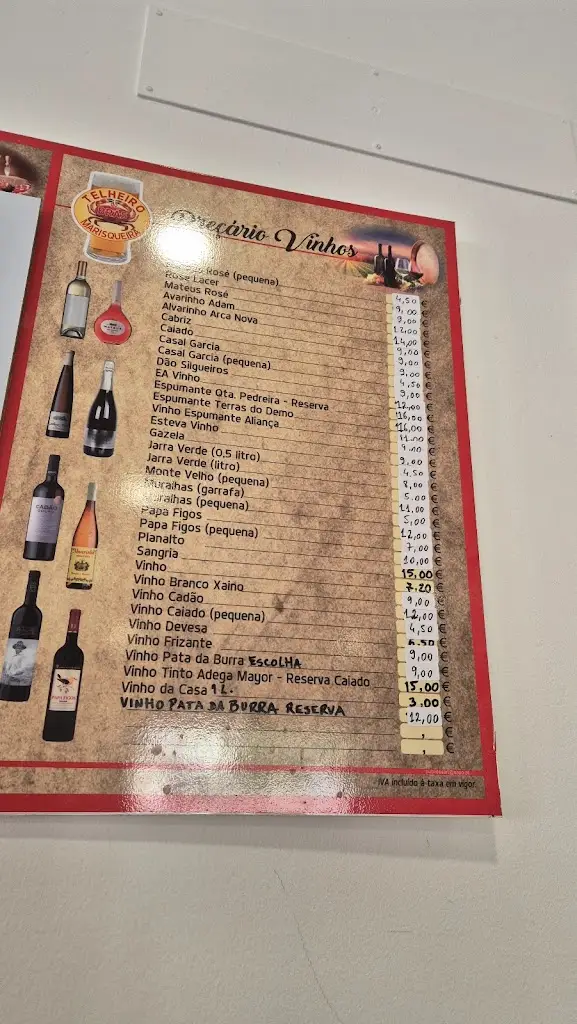 TELHEIRO
MARISQUEIRA
Preçário Vinhos
Rosé (pequena) 4,50 €
Rosé Lacer 9,00 €
Mateus Rosé 9,00 €
Avarinho Adam 12,00 €
Alvarinho Arca Nova 14,00 €
Cabriz 9,00 €
Caiado 9,00 €
Casal Garcia 9,00 €
Casal Garcia (pequena) 4,50 €
Dão Silgueiros 9,00 €
EA Vinho 12,00 €
Espumante Qta. Pedreira - Reserva 16,00 €
Espumante Terras do Demo 16,00 €
Vinho Espumante Aliança 11,00 €
Esteva Vinho 9,00 €
Gazela 9,00 €
Jarra Verde (0,5 litro) 4,50 €
Jarra Verde (litro) 8,00 €
Monte Velho (pequena) 5,00 €
Muralhas (garrafa) 11,00 €
Muralhas (pequena) 5,00 €
Papa Figos 12,00 €
Papa Figos (pequena) 7,00 €
Planalto 10,00 €
Sangria 15,00 €
Vinho 7,20 €
Vinho Branco Xaino 9,00 €
Vinho Cadão 12,00 €
Vinho Caiado (pequena) 4,50 €
Vinho Devesa 6,50 €
Vinho Frizante 9,00 €
Vinho Pata da Burra ESCOLHA 9,00 €
Vinho Tinto Adega Mayor - Reserva Caiado 15,00 €
Vinho da Casa 1L. 3,00 €
VINHO PATA DA BURRA RESERVA 12,00 €
, €
, €
IVA incluído à taxa em vigor